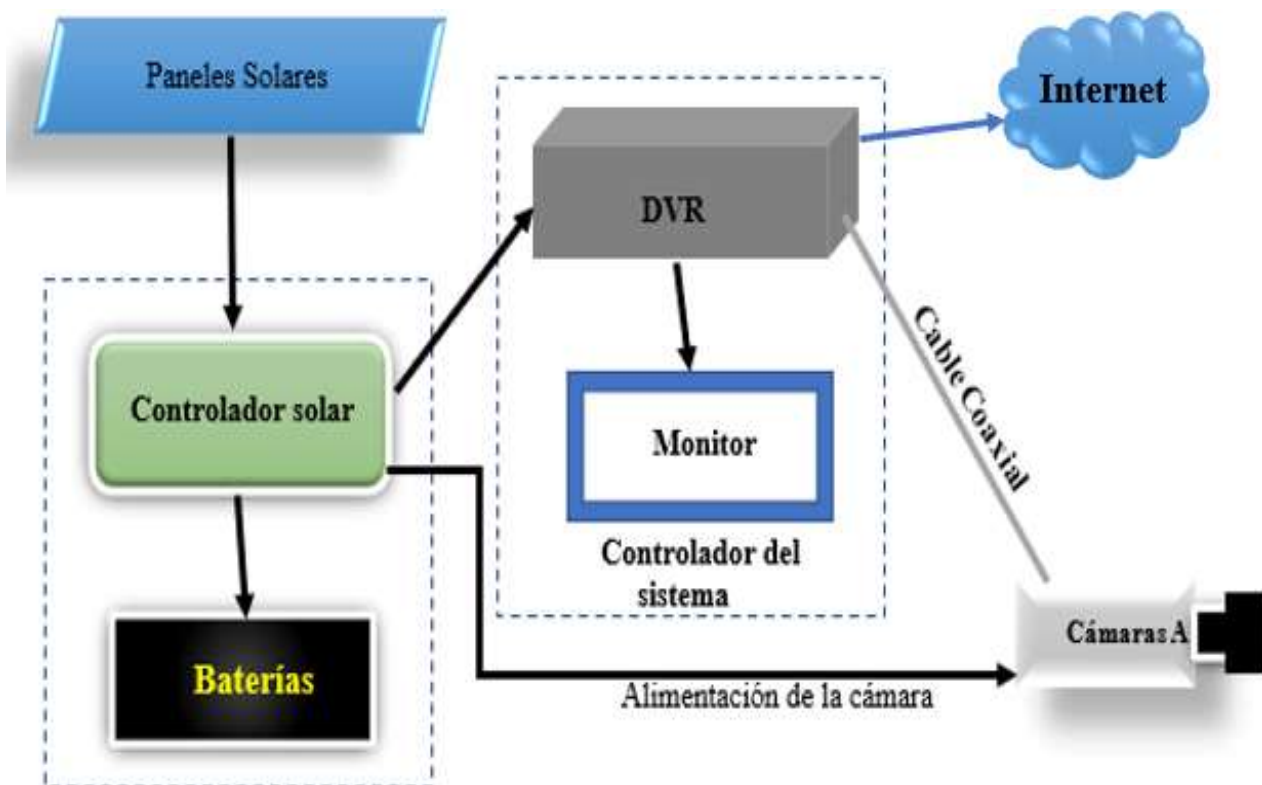 Paneles Solares
Internet
DVR
Cable Coaxial
Controlador solar
Monitor
Controlador del
sistema
Cámaras A
Baterías
Alimentación de la cámara